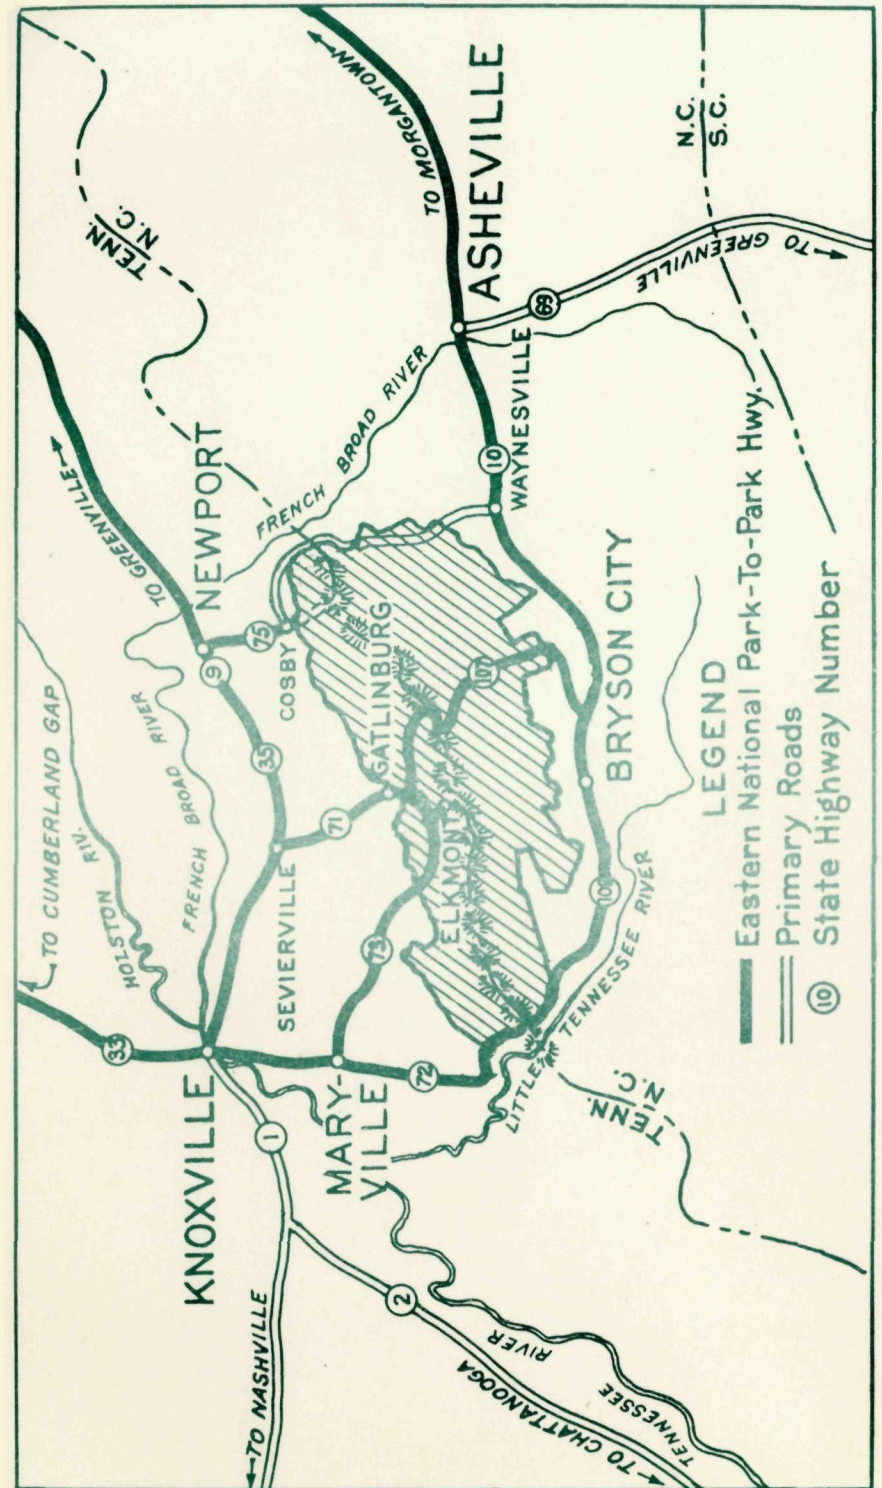 TO CUMBERLAND GAP
33
HOLSTON RIV.
FRENCH BROAD RIVER
TO GREENVILLE
NEWPORT
9
35
75
COSBY
TENN.
N.C.
FRENCH BROAD RIVER
TO MORGANTOWN
ASHEVILLE
69
TO GREENVILLE
N.C.
S.C.
10
WAYNESVILLE
KNOXVILLE
1
TO NASHVILLE
2
TO CHATTANOOGA
TENNESSEE
RIVER
MARY-
VILLE
72
73
SEVIERVILLE
71
GATLINBURG
ELKMONT
107
BRYSON CITY
LITTLE TENNESSEE RIVER
TENN.
N.C.
LEGEND
Eastern National Park-To-Park Hwy.
Primary Roads
10 State Highway Number